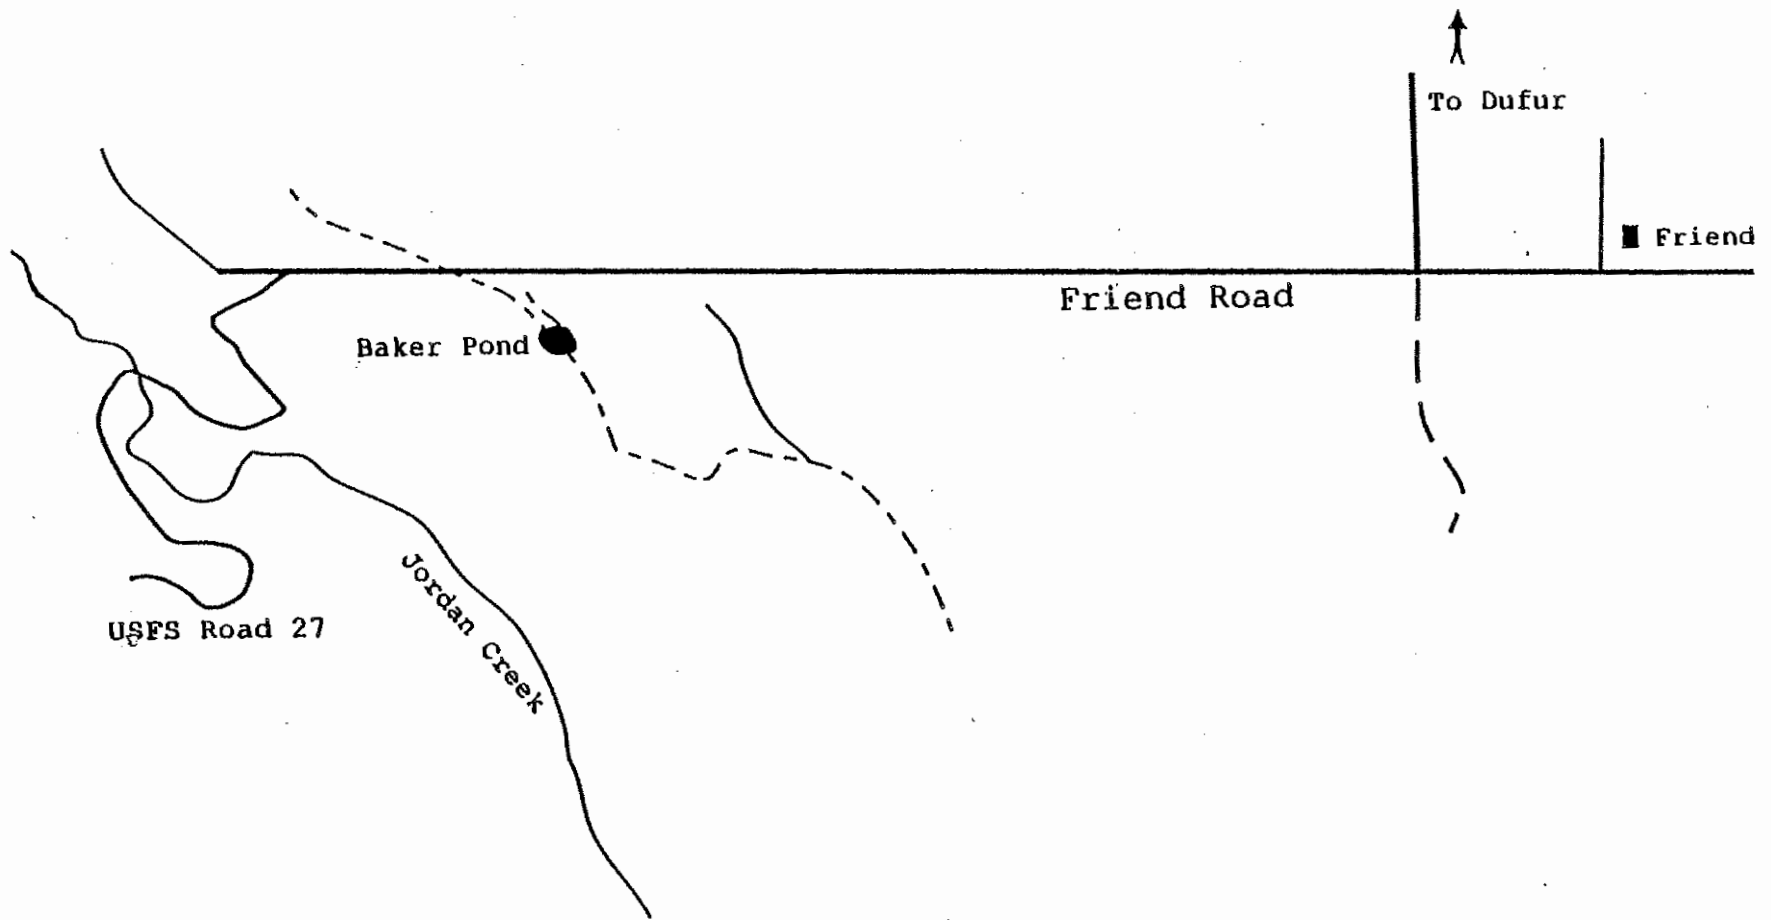 To Dufur
Friend
Friend Road
Baker Pond
Jordan Creek
USFS Road 27